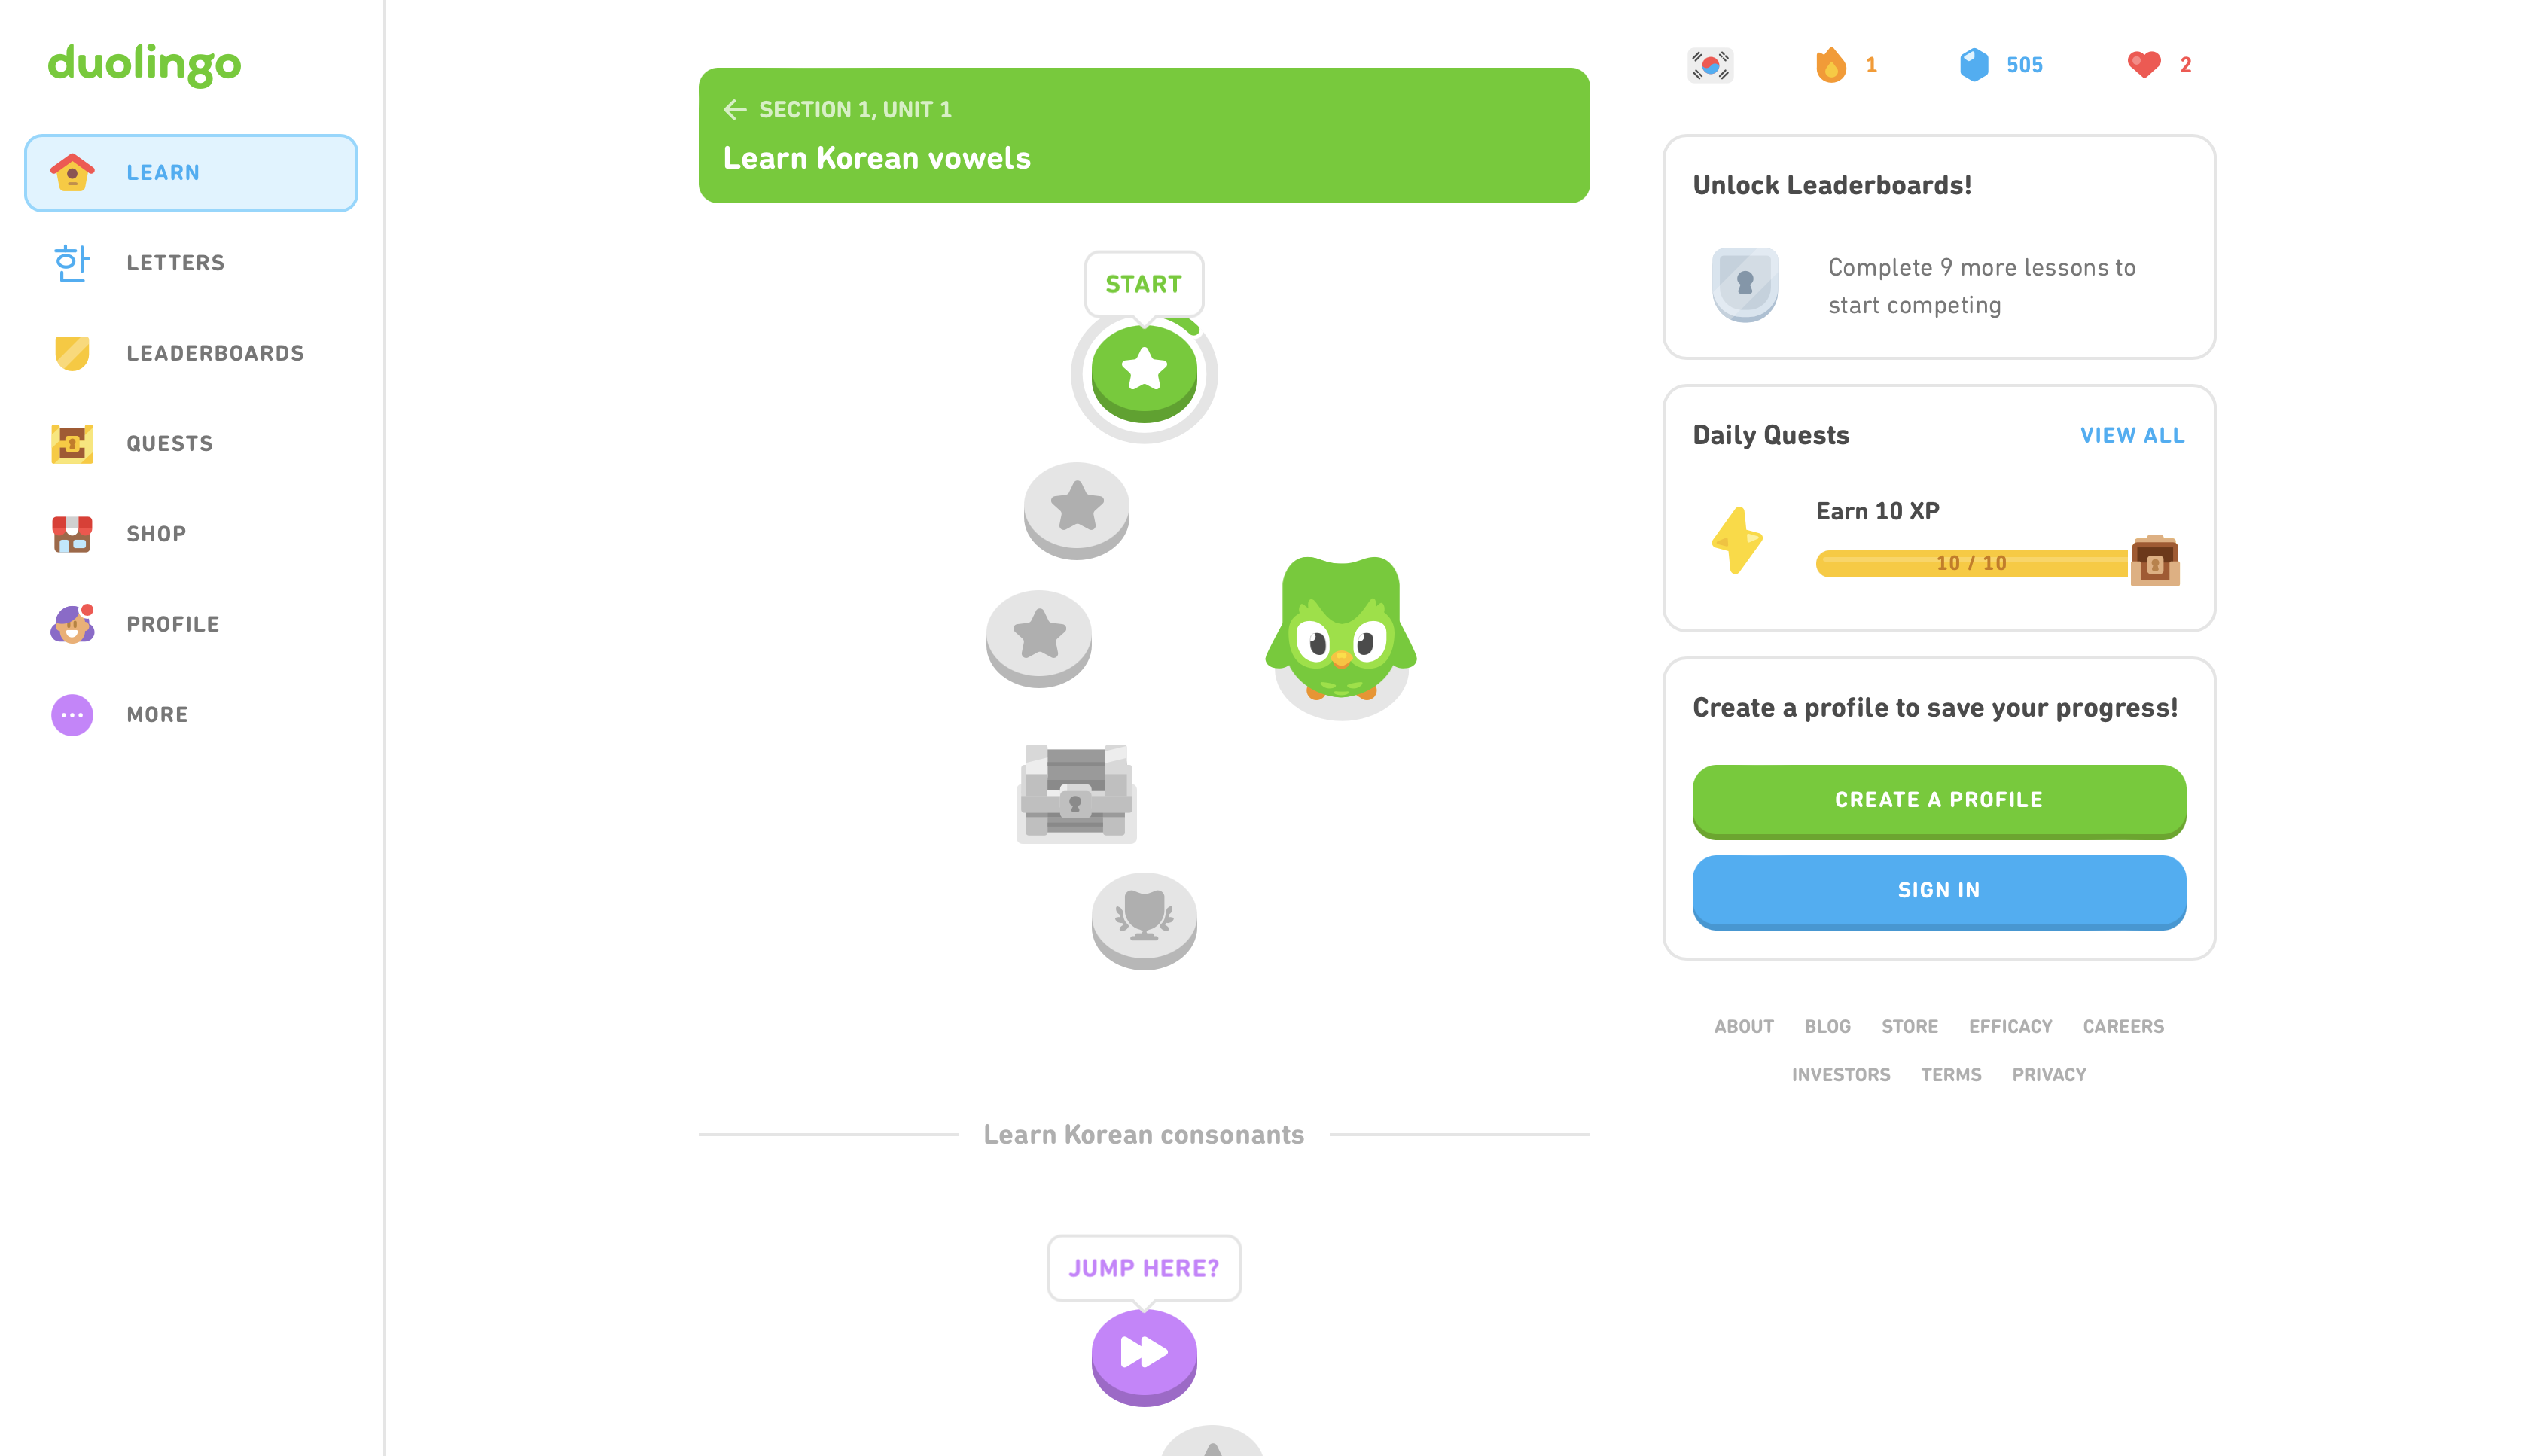 duolingo
LEARN
한
LETTERS
LEADERBOARDS
QUESTS
SHOP
PROFILE
MORE
SECTION 1, UNIT 1
Learn Korean vowels
START
Learn Korean consonants
JUMP HERE?
1
505
2
Unlock Leaderboards!
Complete 9 more lessons to
start competing
Daily Quests
VIEW ALL
Earn 10 XP
10 / 10
Create a profile to save your progress!
CREATE A PROFILE
SIGN IN
ABOUT BLOG STORE EFFICACY CAREERS
INVESTORS TERMS PRIVACY